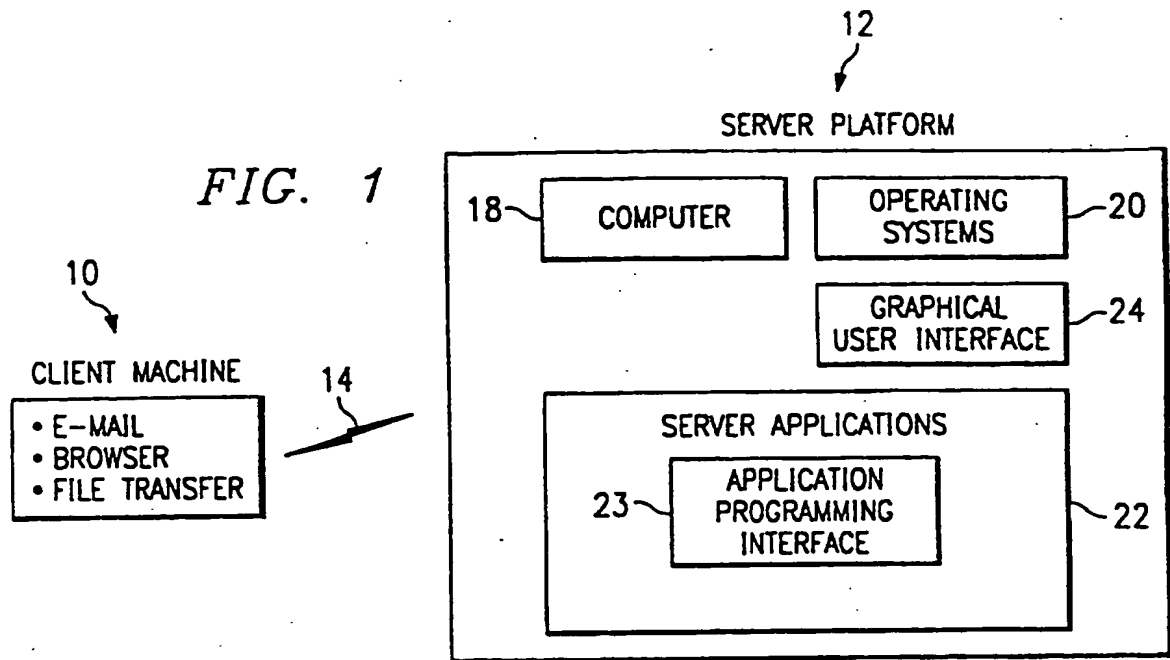 FIG. 1
12
SERVER PLATFORM
18
COMPUTER
OPERATING
SYSTEMS
20
GRAPHICAL
USER INTERFACE
24
10
CLIENT MACHINE
• E-MAIL
• BROWSER
• FILE TRANSFER
14
SERVER APPLICATIONS
23
APPLICATION
PROGRAMMING
INTERFACE
22